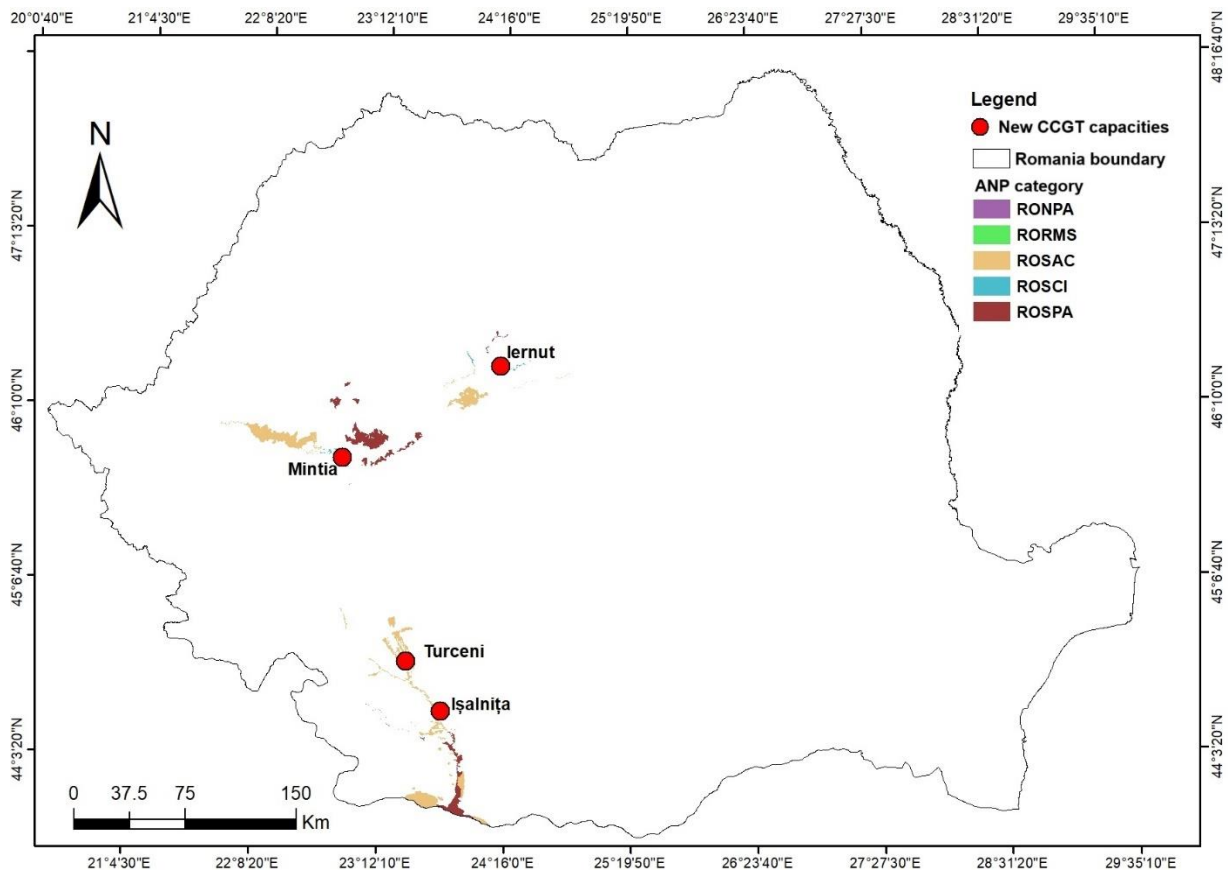 20°0'40"E 21°4'30"E 22°8'20"E 23°12'10"E 24°16'0"E 25°19'50"E 26°23'40"E 27°27'30"E 28°31'20"E 29°35'10"E
48°16'40"N
N
Legend
New CCGT capacities
Romania boundary
ANP category
RONPA
RORMS
ROSAC
ROSCI
ROSPA
47°13'20"N 47°13'20"N
Iernut
46°10'0"N 46°10'0"N
Mintia
45°6'40"N 45°6'40"N
Turceni
Ișalnița
44°3'20"N 44°3'20"N
0 37.5 75 150
Km
21°4'30"E 22°8'20"E 23°12'10"E 24°16'0"E 25°19'50"E 26°23'40"E 27°27'30"E 28°31'20"E 29°35'10"E